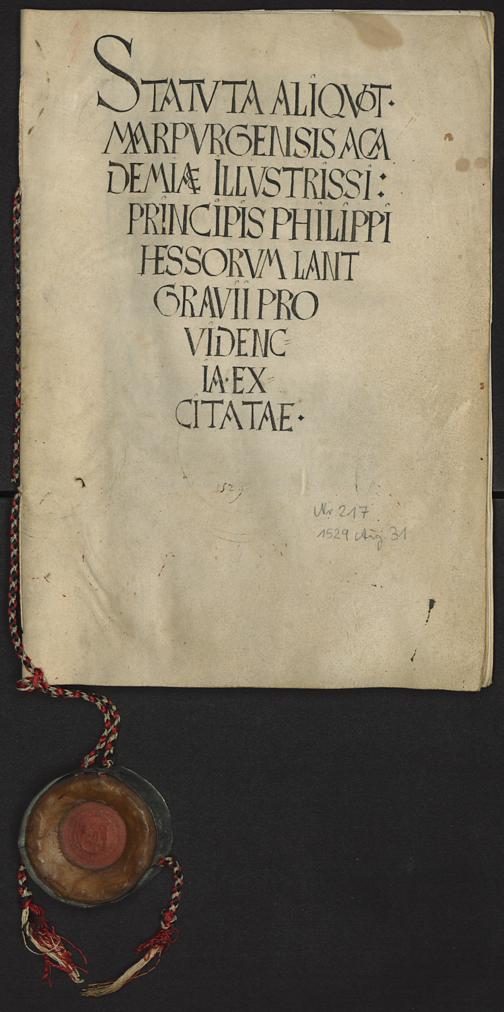 STATVTA ALIQVOT·
MARPVRGENSIS ACA
DEMIÆ ILLVSTRISSI:
PRINCIPIS PHILIPPI
HESSORVM LANT
GRAVII PRO
VIDENC=
IA·EX=
CITATAE·
1529
Nr 217
1529 Aug. 31